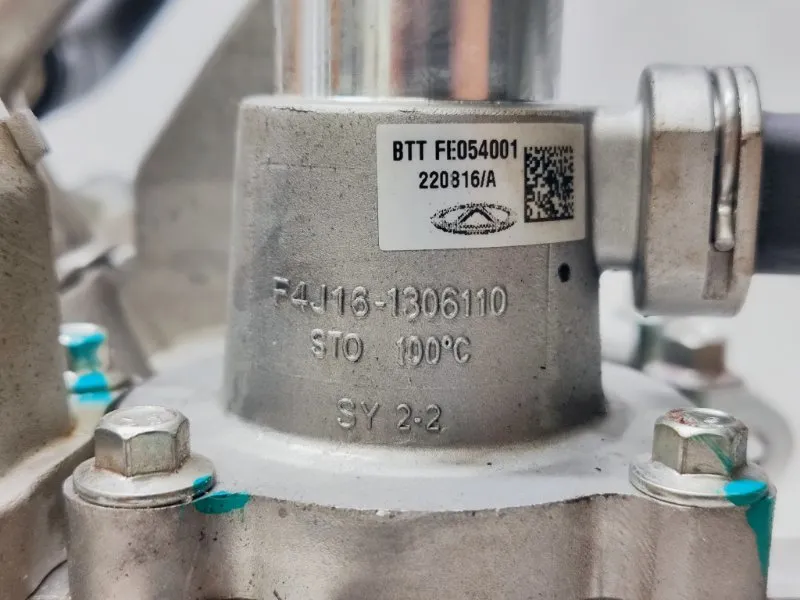 BTT FE054001
220816/A
F4J16-1306110
STO 100°C
SY 2-2